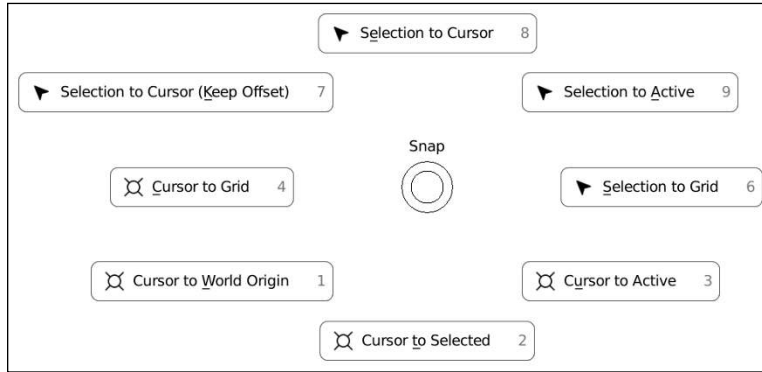 Selection to Cursor 8
Selection to Cursor (Keep Offset) 7
Selection to Active 9
Snap
Cursor to Grid 4
Selection to Grid 6
Cursor to World Origin 1
Cursor to Active 3
Cursor to Selected 2